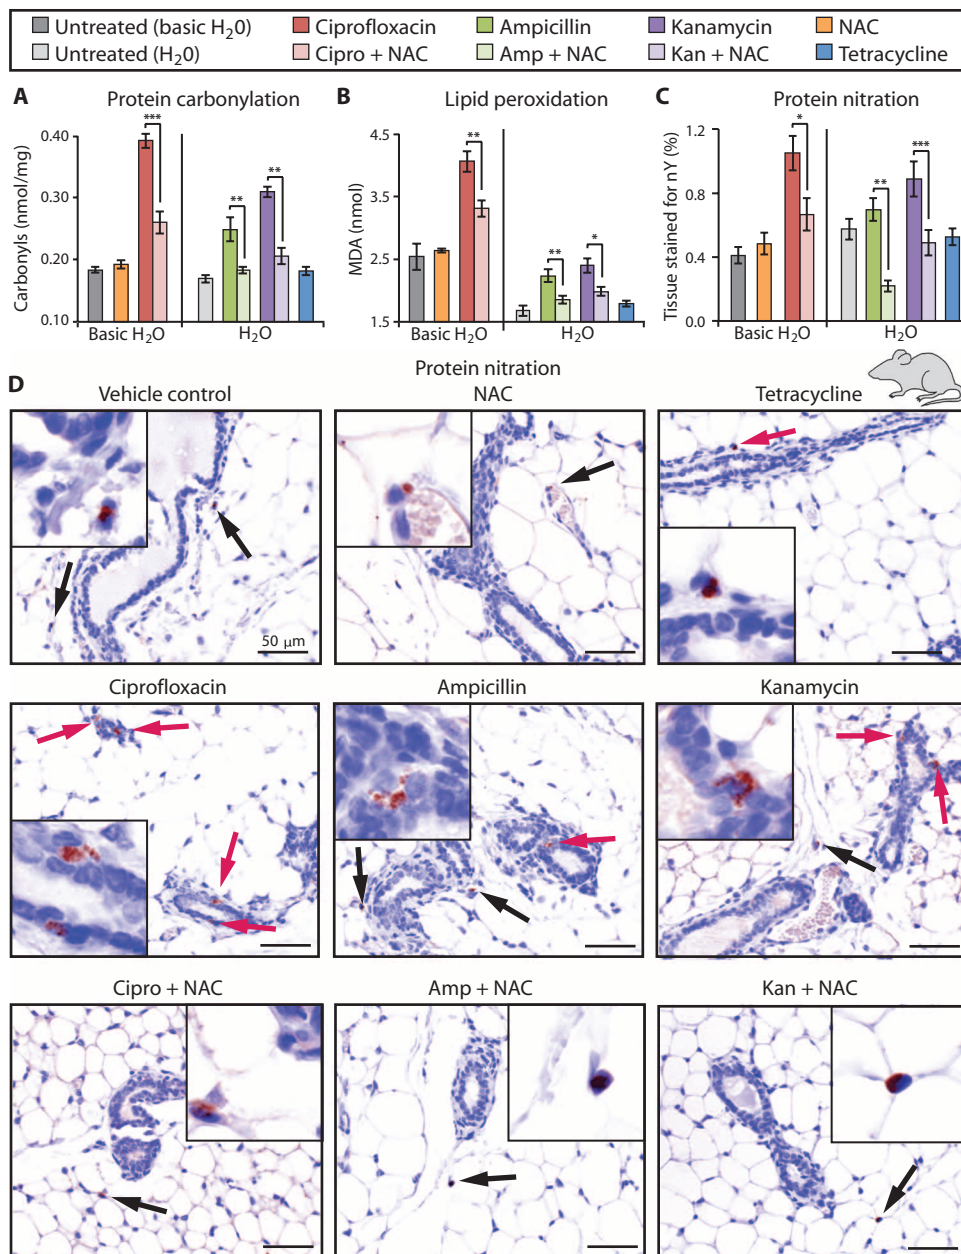 Untreated (basic H₂0) Ciprofloxacin Ampicillin Kanamycin NAC
Untreated (H₂0) Cipro + NAC Amp + NAC Kan + NAC Tetracycline
A Protein carbonylation
Carbonyls (nmol/mg)
0.40
0.30
0.20
0.10
***
**
**
Basic H₂O H₂O
B Lipid peroxidation
MDA (nmol)
4.5
3.5
2.5
1.5
**
**
*
Basic H₂O H₂O
C Protein nitration
Tissue stained for nY (%)
1.2
0.8
0.4
0.0
*
**
***
Basic H₂O H₂O
D Protein nitration
Vehicle control NAC Tetracycline
50 µm
Ciprofloxacin Ampicillin Kanamycin
Cipro + NAC Amp + NAC Kan + NAC